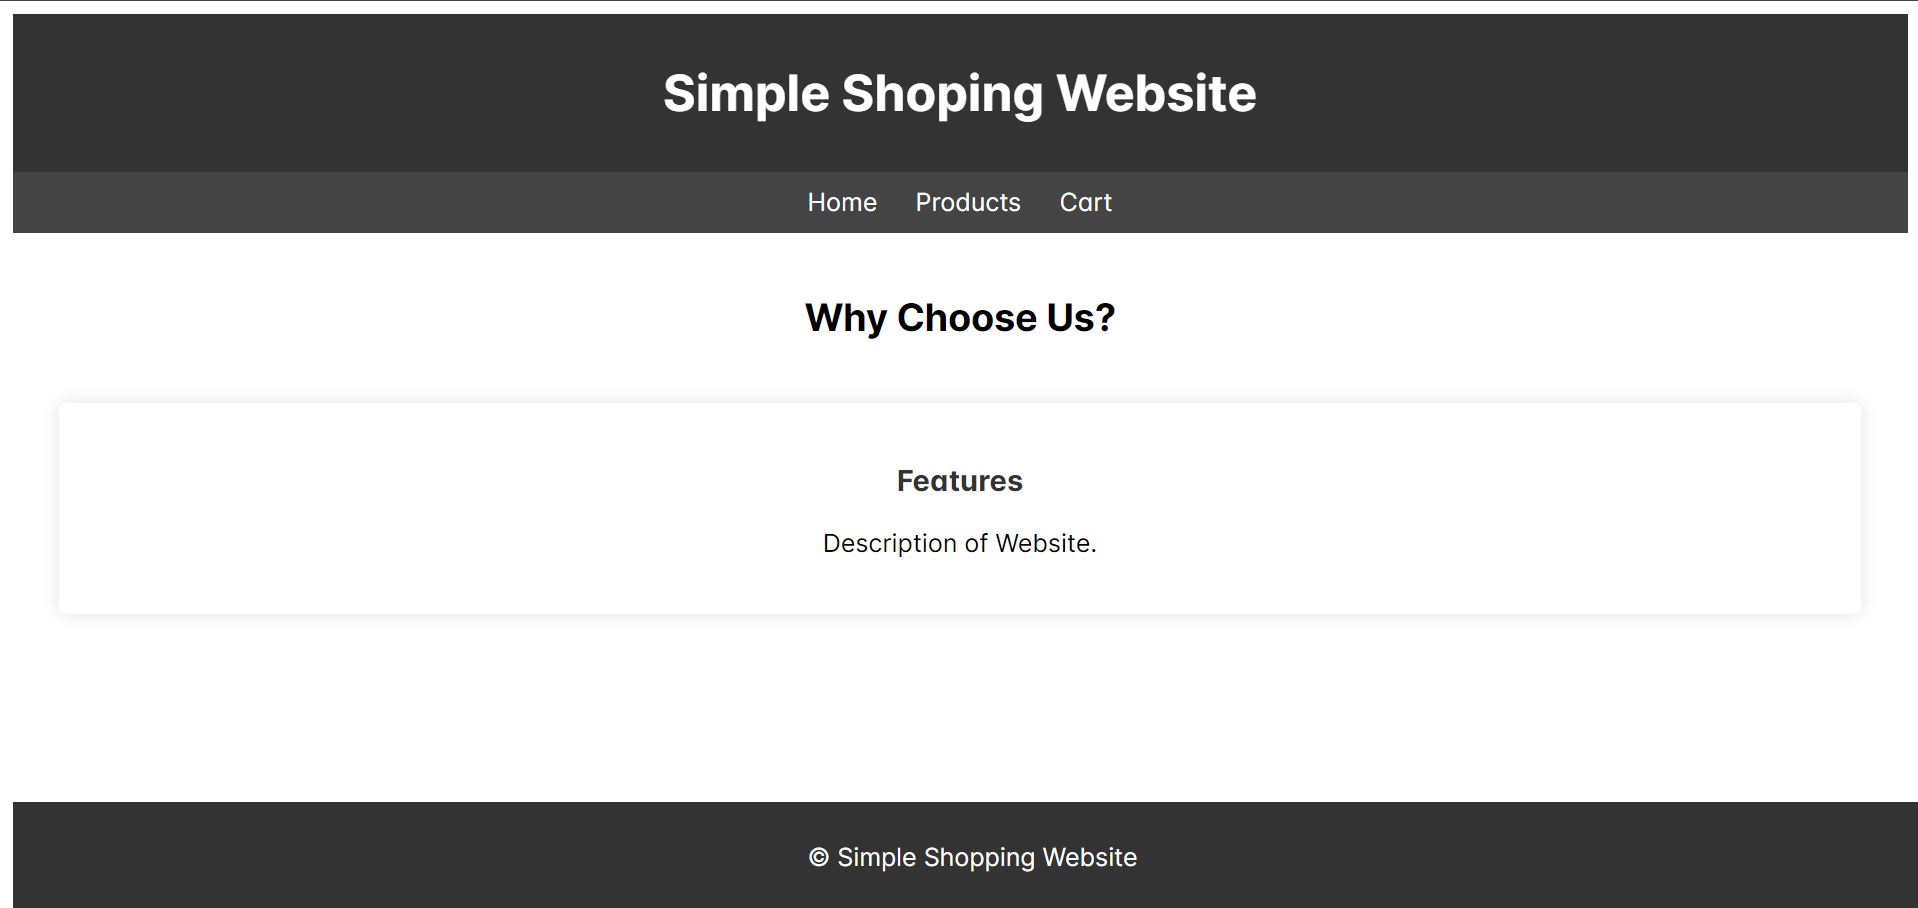 Simple Shoping Website
Home Products Cart
Why Choose Us?
Features
Description of Website.
© Simple Shopping Website